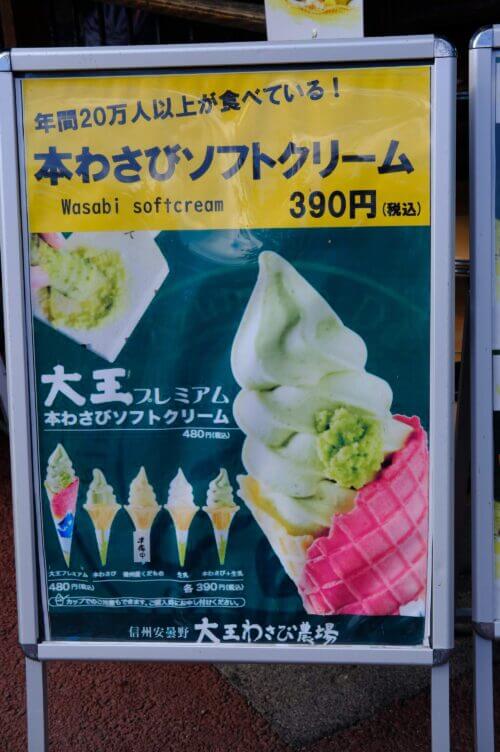 年間20万人以上が食べている！
本わさびソフトクリーム
Wasabi softcream 390円(税込)
大王プレミアム
本わさびソフトクリーム
480円(税込)
準備中
大王プレミアム 本わさび 信州産くだもの 生乳 本わさび+生乳
480円(税込) 各390円(税込)
カップでのご用意もできます、ご購入時にお申し付けください。
信州安曇野 大王わさび農場